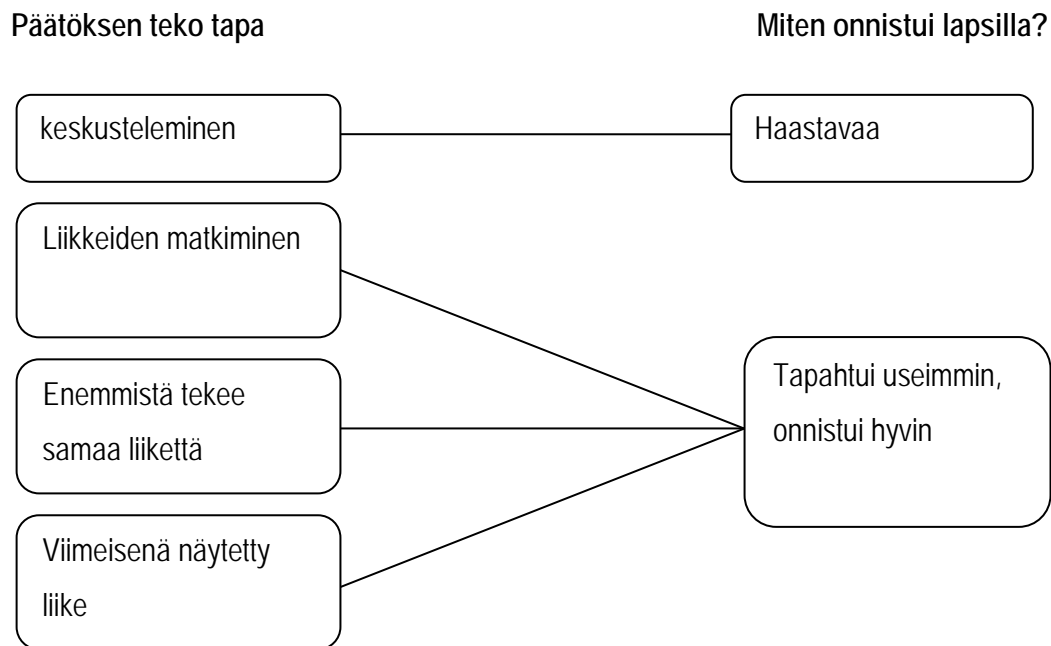 Päätöksen teko tapa
Miten onnistui lapsilla?
keskusteleminen
Haastavaa
Liikkeiden matkiminen
Enemmistä tekee
samaa liikettä
Viimeisenä näytetty
liike
Tapahtui useimmin,
onnistui hyvin